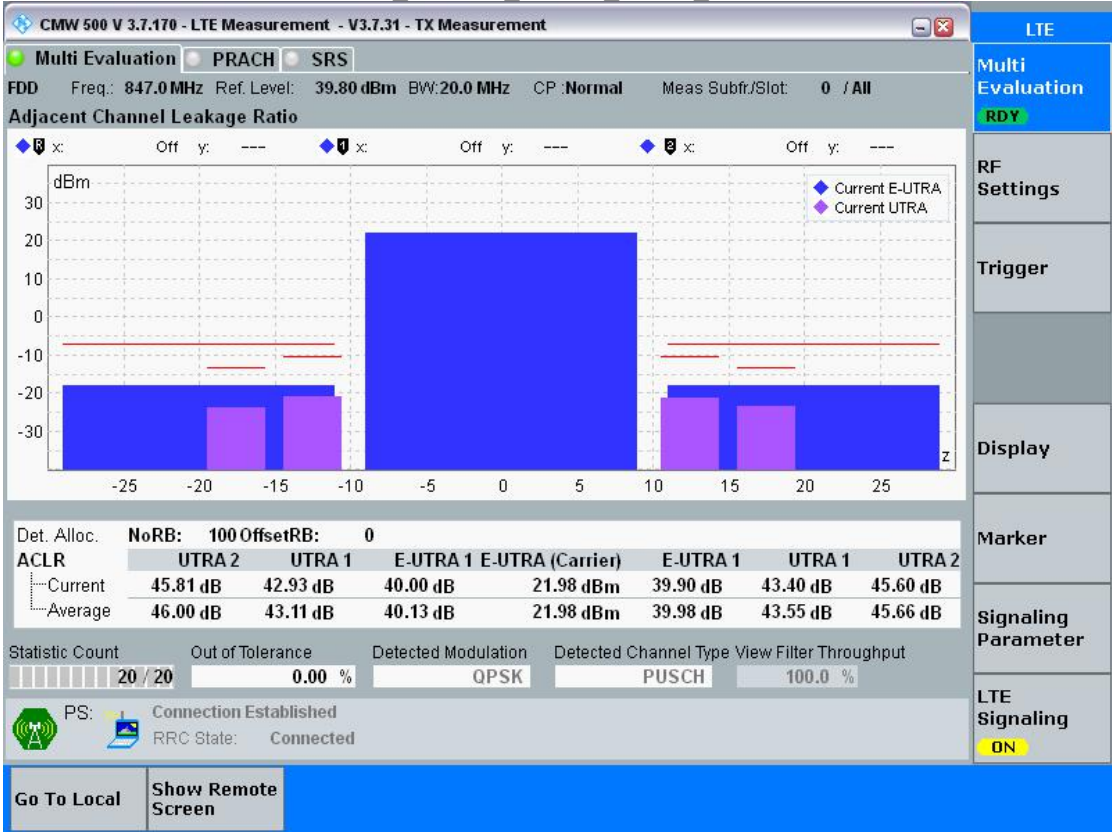 CMW 500 V 3.7.170 - LTE Measurement - V3.7.31 - TX Measurement
LTE
Multi Evaluation PRACH SRS
Multi
Evaluation
RDY
FDD Freq.: 847.0 MHz Ref. Level: 39.80 dBm BW: 20.0 MHz CP : Normal Meas Subfr./Slot: 0 / All
Adjacent Channel Leakage Ratio
R x: Off y: --- 1 x: Off y: --- 2 x: Off y: ---
dBm
Current E-UTRA
Current UTRA
30
20
10
0
-10
-20
-30
z
-25 -20 -15 -10 -5 0 5 10 15 20 25
RF
Settings
Trigger
Display
Marker
Signaling
Parameter
LTE
Signaling
ON
Det. Alloc. NoRB: 100 OffsetRB: 0
ACLR UTRA 2 UTRA 1 E-UTRA 1 E-UTRA (Carrier) E-UTRA 1 UTRA 1 UTRA 2
Current 45.81 dB 42.93 dB 40.00 dB 21.98 dBm 39.90 dB 43.40 dB 45.60 dB
Average 46.00 dB 43.11 dB 40.13 dB 21.98 dBm 39.98 dB 43.55 dB 45.66 dB
Statistic Count Out of Tolerance Detected Modulation Detected Channel Type View Filter Throughput
20 / 20 0.00 % QPSK PUSCH 100.0 %
PS: Connection Established
RRC State: Connected
Go To Local
Show Remote
Screen